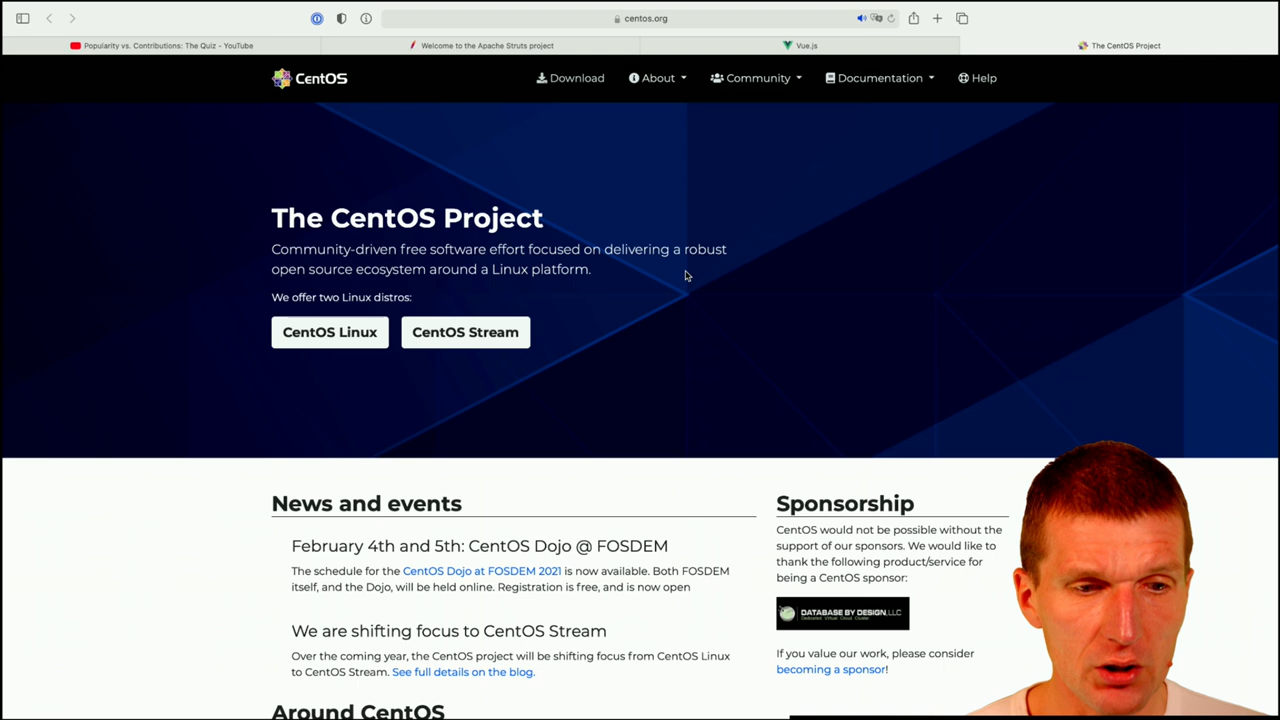 centos.org
Popularity vs. Contributions: The Quiz - YouTube
Welcome to the Apache Struts project
Vue.js
The CentOS Project
CentOS
Download
About
Community
Documentation
Help
The CentOS Project
Community-driven free software effort focused on delivering a robust
open source ecosystem around a Linux platform.
We offer two Linux distros:
CentOS Linux
CentOS Stream
News and events
February 4th and 5th: CentOS Dojo @ FOSDEM
The schedule for the CentOS Dojo at FOSDEM 2021 is now available. Both FOSDEM
itself, and the Dojo, will be held online. Registration is free, and is now open
We are shifting focus to CentOS Stream
Over the coming year, the CentOS project will be shifting focus from CentOS Linux
to CentOS Stream. See full details on the blog.
Around CentOS
Sponsorship
CentOS would not be possible without the
support of our sponsors. We would like to
thank the following product/service for
being a CentOS sponsor:
DATABASE BY DESIGN, LLC
Dedicated. Virtual. Cloud. Cluster.
If you value our work, please consider
becoming a sponsor!